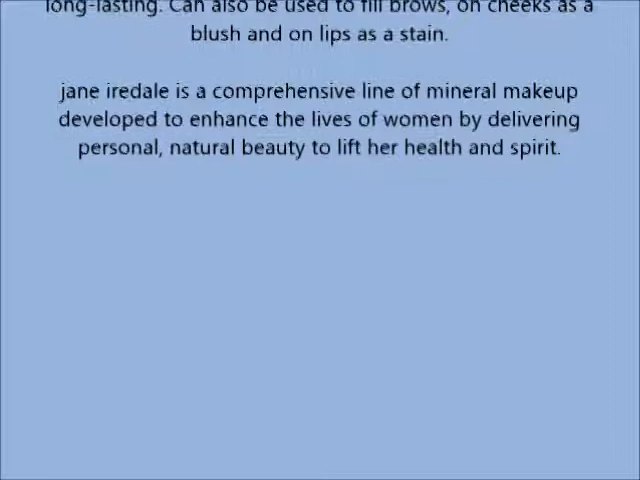 long-lasting. Can also be used to fill brows, on cheeks as a
blush and on lips as a stain.
jane iredale is a comprehensive line of mineral makeup
developed to enhance the lives of women by delivering
personal, natural beauty to lift her health and spirit.